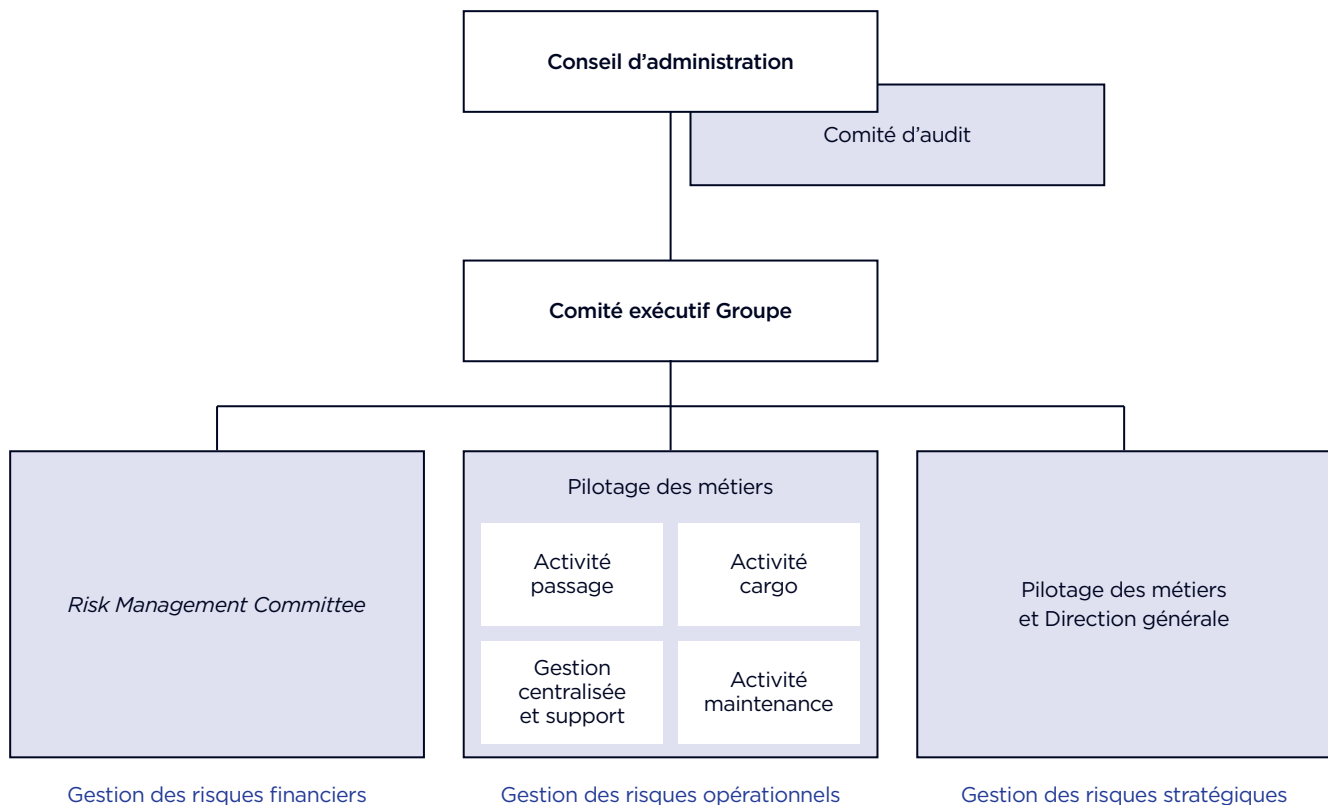 Conseil d’administration
Comité d’audit
Comité exécutif Groupe
Risk Management Committee
Pilotage des métiers
Activité
passage
Activité
cargo
Gestion
centralisée
et support
Activité
maintenance
Pilotage des métiers
et Direction générale
Gestion des risques financiers
Gestion des risques opérationnels
Gestion des risques stratégiques